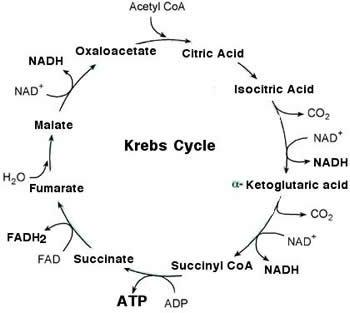 Acetyl CoA
Oxaloacetate
Citric Acid
NADH
Isocitric Acid
NAD+
CO2
Malate
NAD+
Krebs Cycle
NADH
H2O
α- Ketoglutaric acid
Fumarate
CO2
FADH2
NAD+
FAD
Succinate
Succinyl CoA
NADH
ATP
ADP